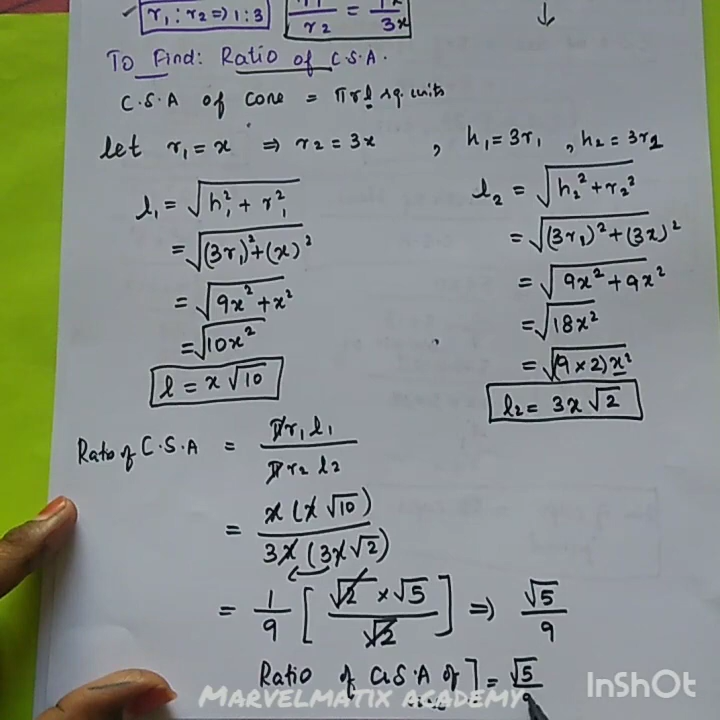 r₁ : r₂ ⇒ 1 : 3
r₂ = 3x
To Find: Ratio of C.S.A.
C.S.A of Cone = πrl sq. units
Let r₁ = x ⇒ r₂ = 3x , h₁ = 3r₁ , h₂ = 3r₂
l₁ = √(h₁² + r₁²)
= √((3r₁)² + (x)²)
= √(9x² + x²)
= √(10x²)
l = x√10
l₂ = √(h₂² + r₂²)
= √((3r₁)² + (3x)²)
= √(9x² + 9x²)
= √(18x²)
= √((9 × 2)x²)
l₂ = 3x√2
Ratio of C.S.A = πr₁l₁ / πr₂l₂
= x(x√10) / 3x(3x√2)
= 1/9 [ √2 × √5 / √2 ] ⇒ √5/9
Ratio of C.S.A of ] = √5/9
MARVELMATIX ACADEMY
InShOt